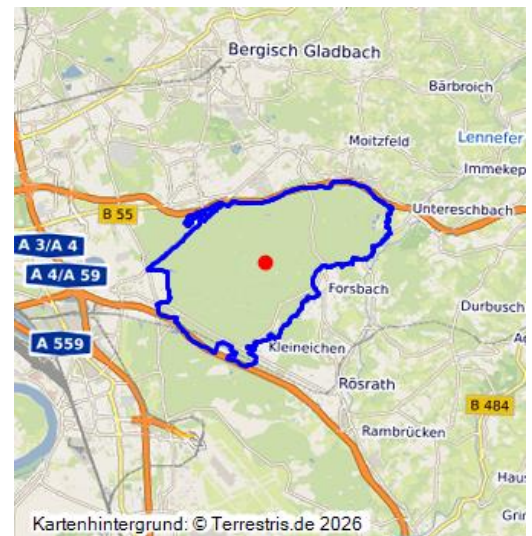 Bergisch Gladbach
Bärbroich
Moitzfeld
Lennefer
Immekep
B 55
Untereschbach
A 3/A 4
A 4/A 59
Forsbach
Durbusch
A 559
Kleineichen
Rösrath
B 484
Rambrücken
Haus
Kartenhintergrund: © Terrestris.de 2026